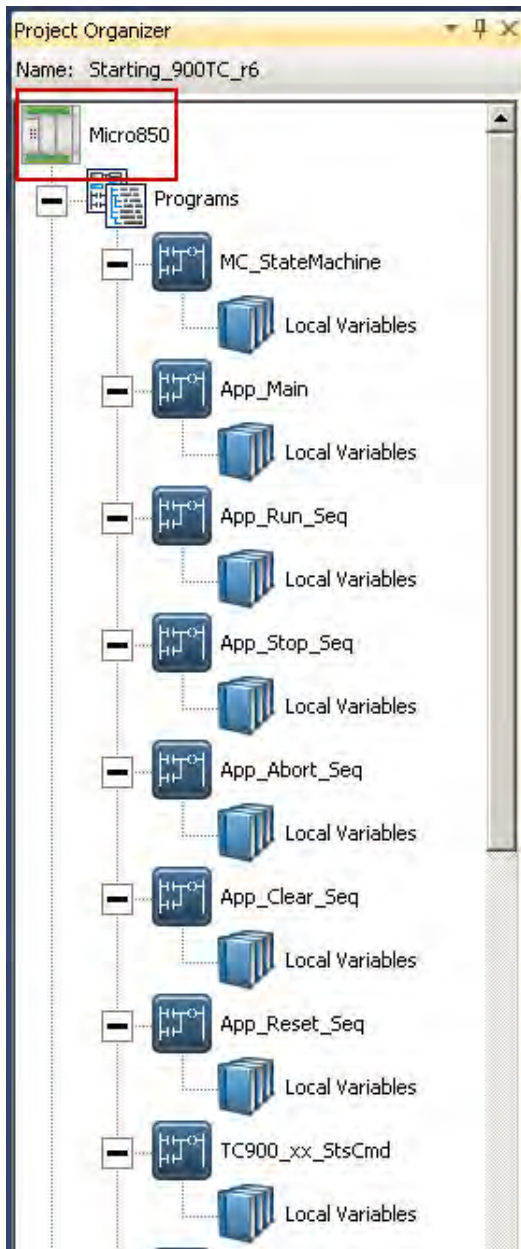 Project Organizer
Name: Starting_900TC_r6
Micro850
Programs
MC_StateMachine
Local Variables
App_Main
Local Variables
App_Run_Seq
Local Variables
App_Stop_Seq
Local Variables
App_Abort_Seq
Local Variables
App_Clear_Seq
Local Variables
App_Reset_Seq
Local Variables
TC900_xx_StsCmd
Local Variables